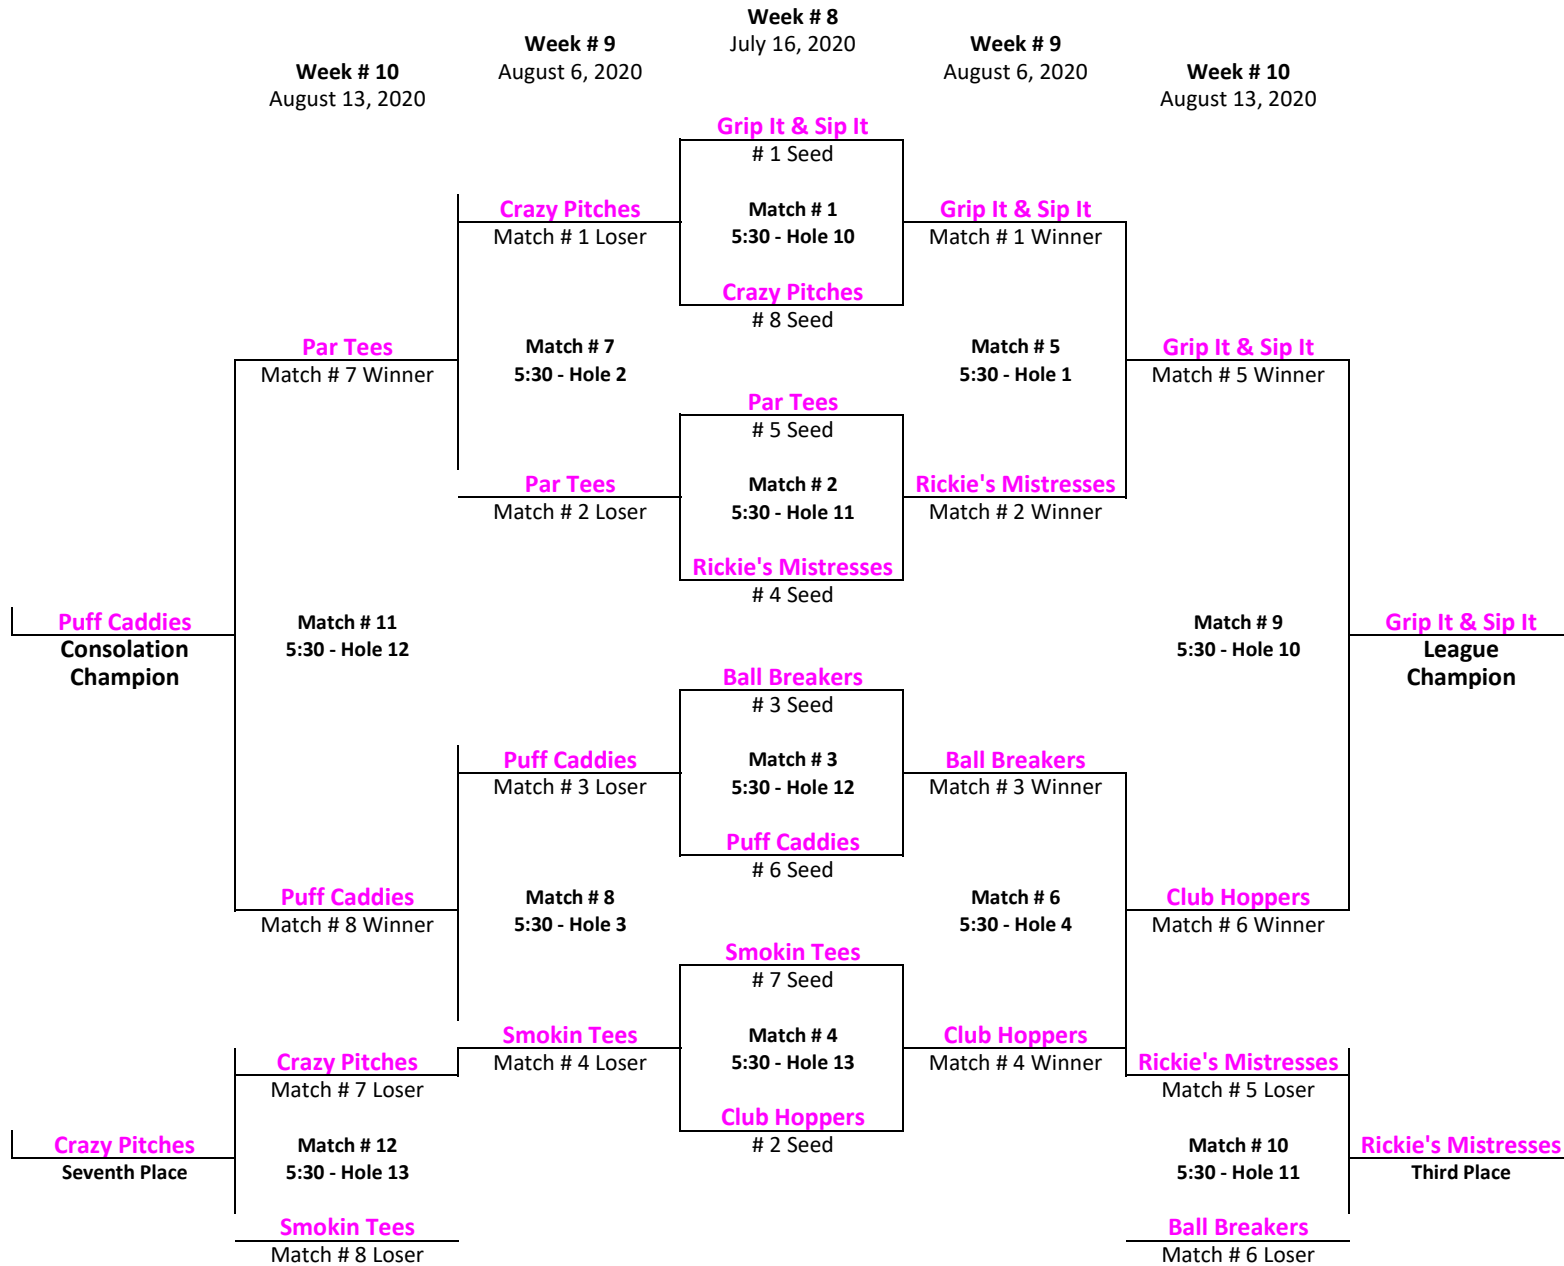 Week # 8
July 16, 2020
Week # 9
August 6, 2020
Week # 9
August 6, 2020
Week # 10
August 13, 2020
Week # 10
August 13, 2020
Grip It & Sip It
# 1 Seed
Crazy Pitches
Match # 1 Loser
Match # 1
5:30 - Hole 10
Grip It & Sip It
Match # 1 Winner
Crazy Pitches
# 8 Seed
Par Tees
Match # 7 Winner
Match # 7
5:30 - Hole 2
Match # 5
5:30 - Hole 1
Grip It & Sip It
Match # 5 Winner
Par Tees
# 5 Seed
Par Tees
Match # 2 Loser
Match # 2
5:30 - Hole 11
Rickie's Mistresses
Match # 2 Winner
Rickie's Mistresses
# 4 Seed
Puff Caddies
Consolation
Champion
Match # 11
5:30 - Hole 12
Match # 9
5:30 - Hole 10
Grip It & Sip It
League
Champion
Ball Breakers
# 3 Seed
Puff Caddies
Match # 3 Loser
Match # 3
5:30 - Hole 12
Ball Breakers
Match # 3 Winner
Puff Caddies
# 6 Seed
Puff Caddies
Match # 8 Winner
Match # 8
5:30 - Hole 3
Match # 6
5:30 - Hole 4
Club Hoppers
Match # 6 Winner
Smokin Tees
# 7 Seed
Smokin Tees
Match # 4 Loser
Match # 4
5:30 - Hole 13
Club Hoppers
Match # 4 Winner
Crazy Pitches
Match # 7 Loser
Rickie's Mistresses
Match # 5 Loser
Club Hoppers
# 2 Seed
Crazy Pitches
Seventh Place
Match # 12
5:30 - Hole 13
Match # 10
5:30 - Hole 11
Rickie's Mistresses
Third Place
Smokin Tees
Match # 8 Loser
Ball Breakers
Match # 6 Loser